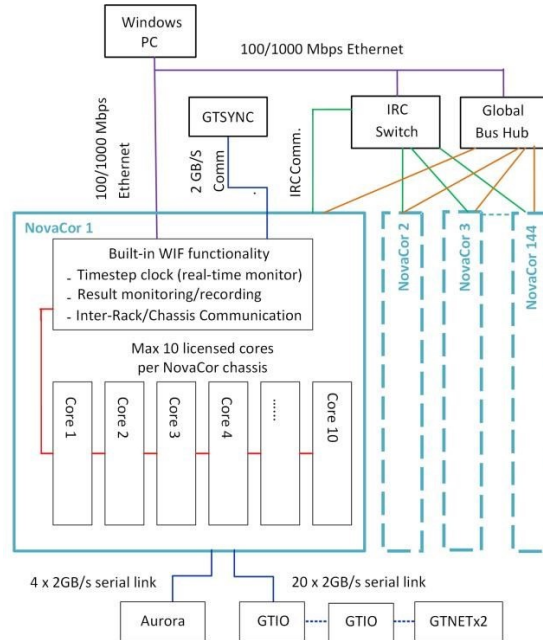 Windows
PC
100/1000 Mbps Ethernet
GTSYNC
IRC
Switch
Global
Bus Hub
100/1000 Mbps
Ethernet
2 GB/S
Comm
.
IRCComm.
NovaCor 1
Built-in WIF functionality
- Timestep clock (real-time monitor)
- Result monitoring/recording
- Inter-Rack/Chassis Communication
Max 10 licensed cores
per NovaCor chassis
Core 1
Core 2
Core 3
Core 4
......
Core 10
NovaCor 2
NovaCor 3
NovaCor 144
4 x 2GB/s serial link
20 x 2GB/s serial link
Aurora
GTIO
GTIO
GTNETx2